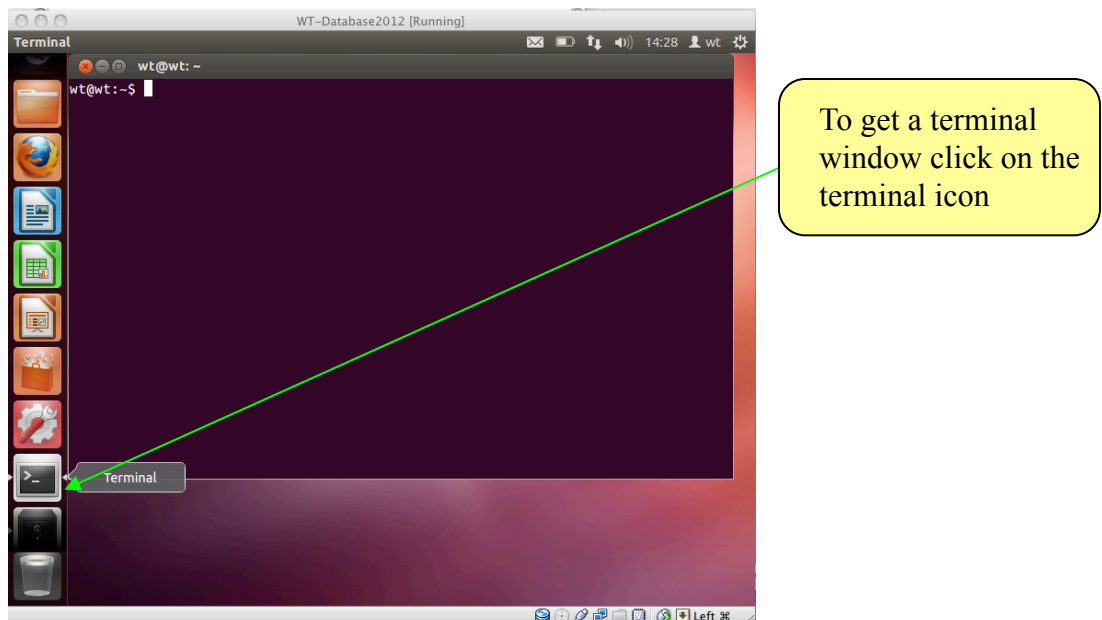 WT-Database2012 [Running]
Terminal
14:28 wt
wt@wt: ~
wt@wt:~$
To get a terminal
window click on the
terminal icon
>_
Terminal
Left ⌘